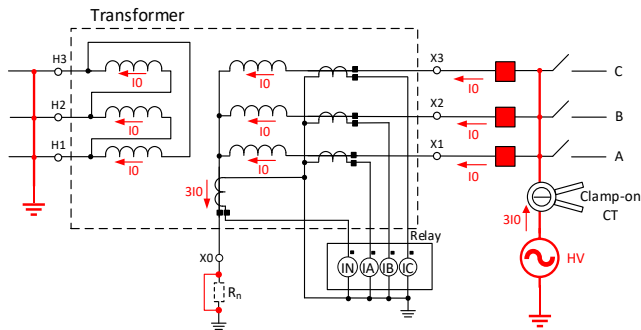 Transformer
H3
I0
I0
X3
I0
C
H2
I0
I0
X2
I0
B
H1
I0
I0
X1
I0
A
3I0
Clamp-on
CT
3I0
Relay
X0
IN
IA
IB
IC
HV
Rn